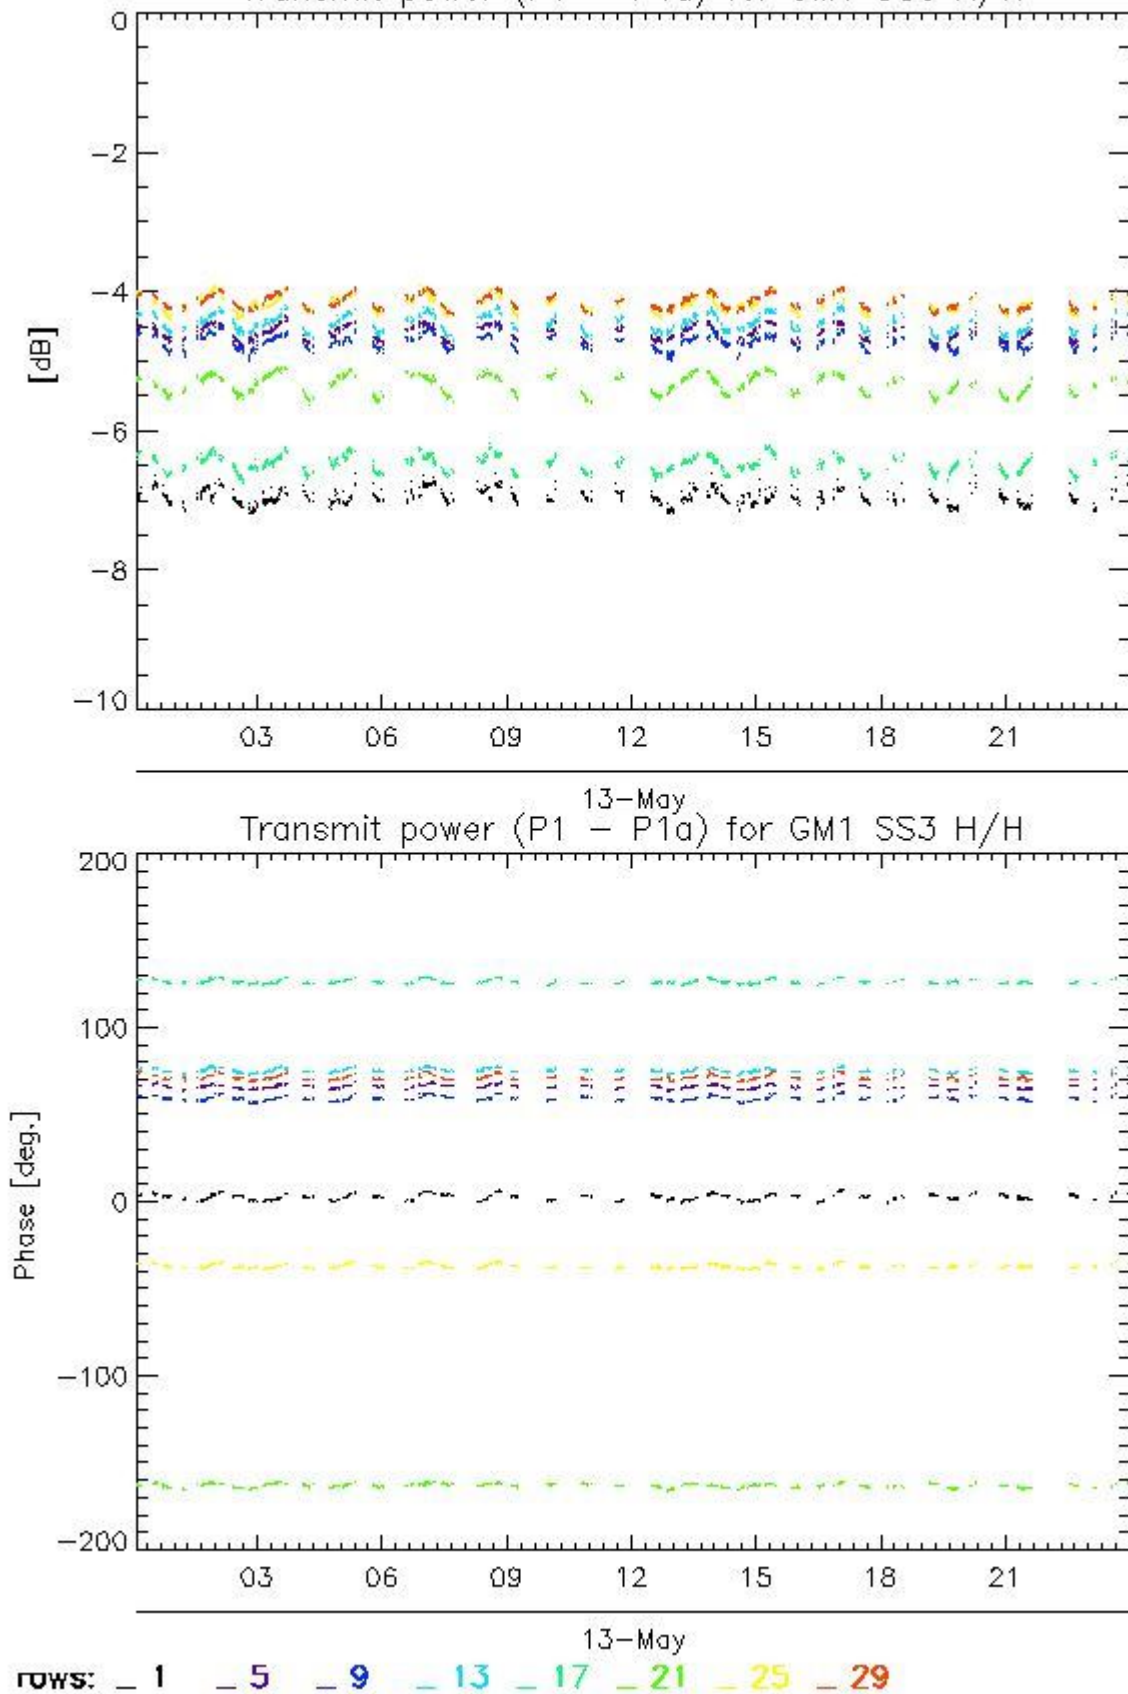 0
-2
-4
-6
-8
-10
[dB]
03 06 09 12 15 18 21
13-May
Transmit power (P1 - P1a) for GM1 SS3 H/H
200
100
0
-100
-200
Phase [deg.]
03 06 09 12 15 18 21
13-May
rows: _ 1 _ 5 _ 9 _ 13 _ 17 _ 21 _ 25 _ 29